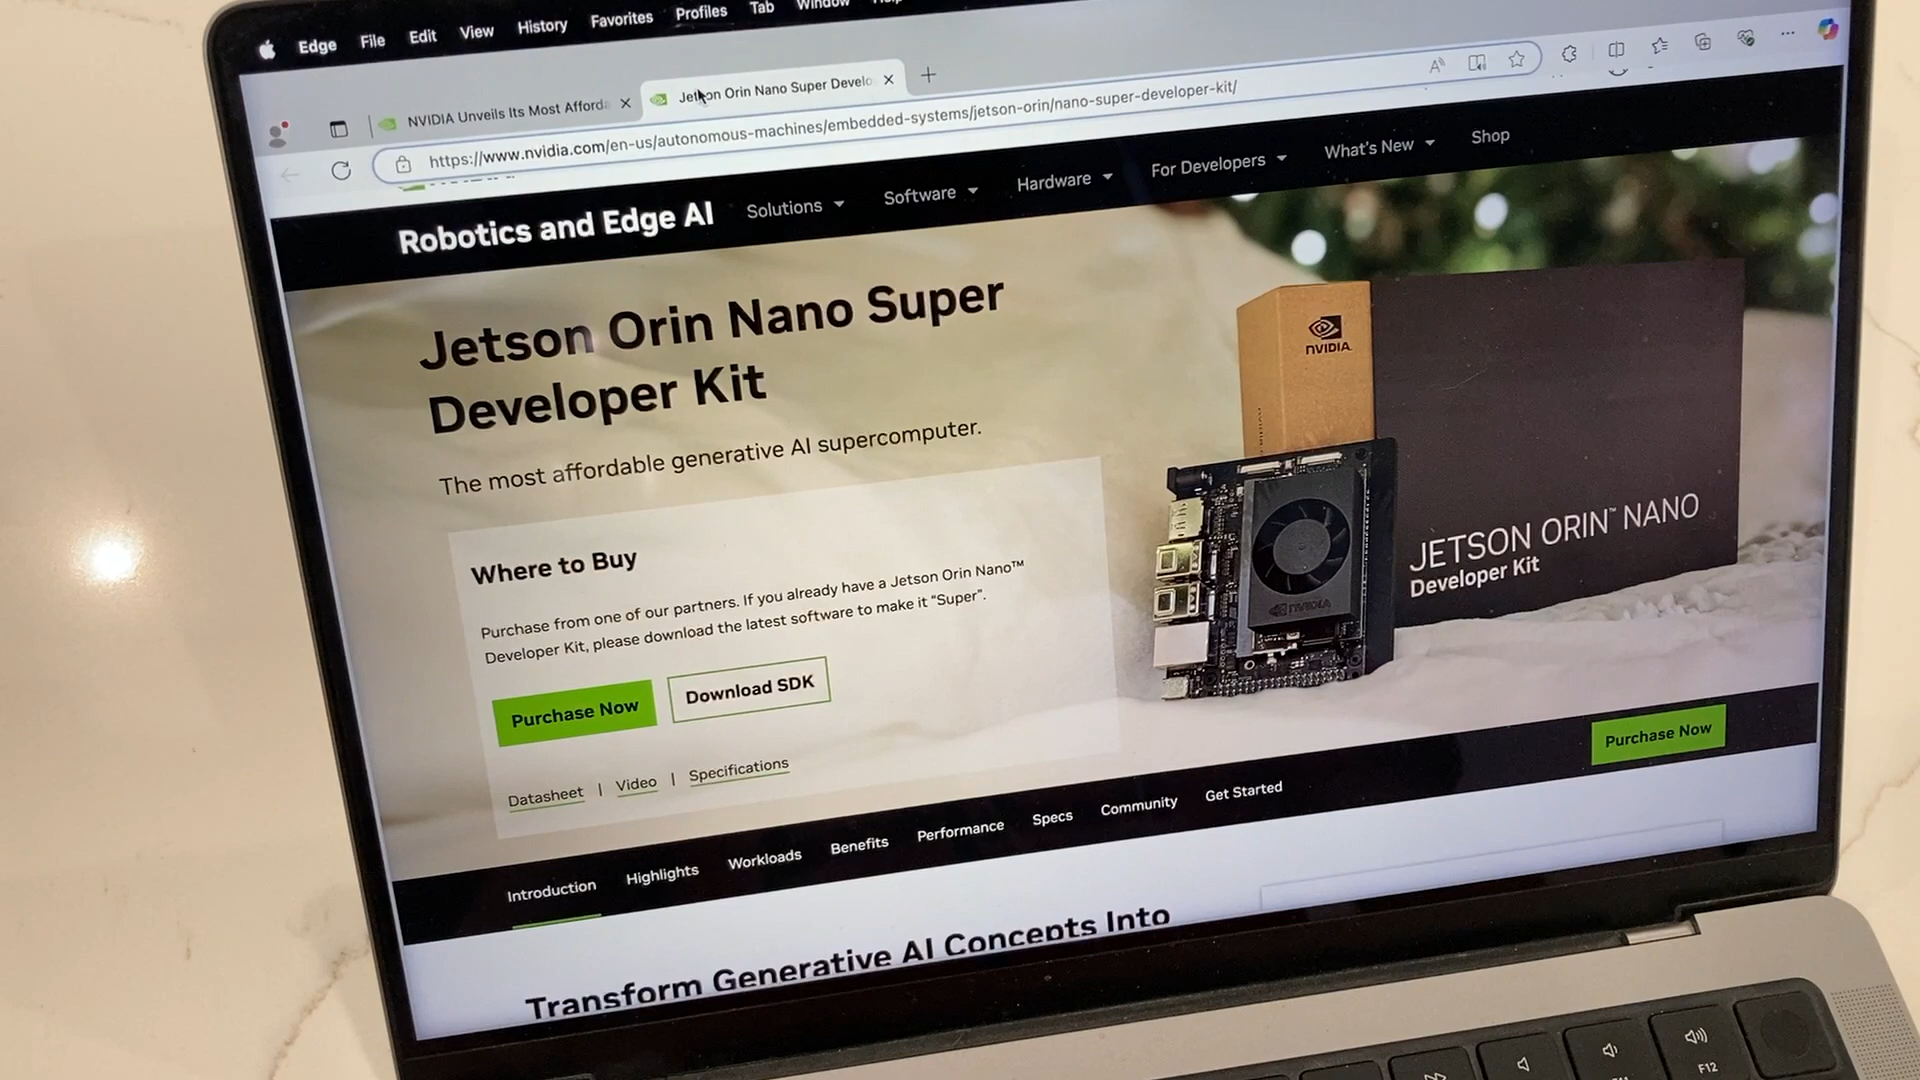 Edge File Edit View History Favorites Profiles Tab Window
NVIDIA Unveils Its Most Afforda
Jetson Orin Nano Super Develo
https://www.nvidia.com/en-us/autonomous-machines/embedded-systems/jetson-orin/nano-super-developer-kit/
Robotics and Edge AI
Solutions
Software
Hardware
For Developers
What's New
Shop
Jetson Orin Nano Super
Developer Kit
The most affordable generative AI supercomputer.
Where to Buy
Purchase from one of our partners. If you already have a Jetson Orin Nano™
Developer Kit, please download the latest software to make it “Super”.
Purchase Now
Download SDK
Datasheet | Video | Specifications
NVIDIA
NVIDIA
JETSON ORIN™ NANO
Developer Kit
Purchase Now
Introduction
Highlights
Workloads
Benefits
Performance
Specs
Community
Get Started
Transform Generative AI Concepts Into
F12